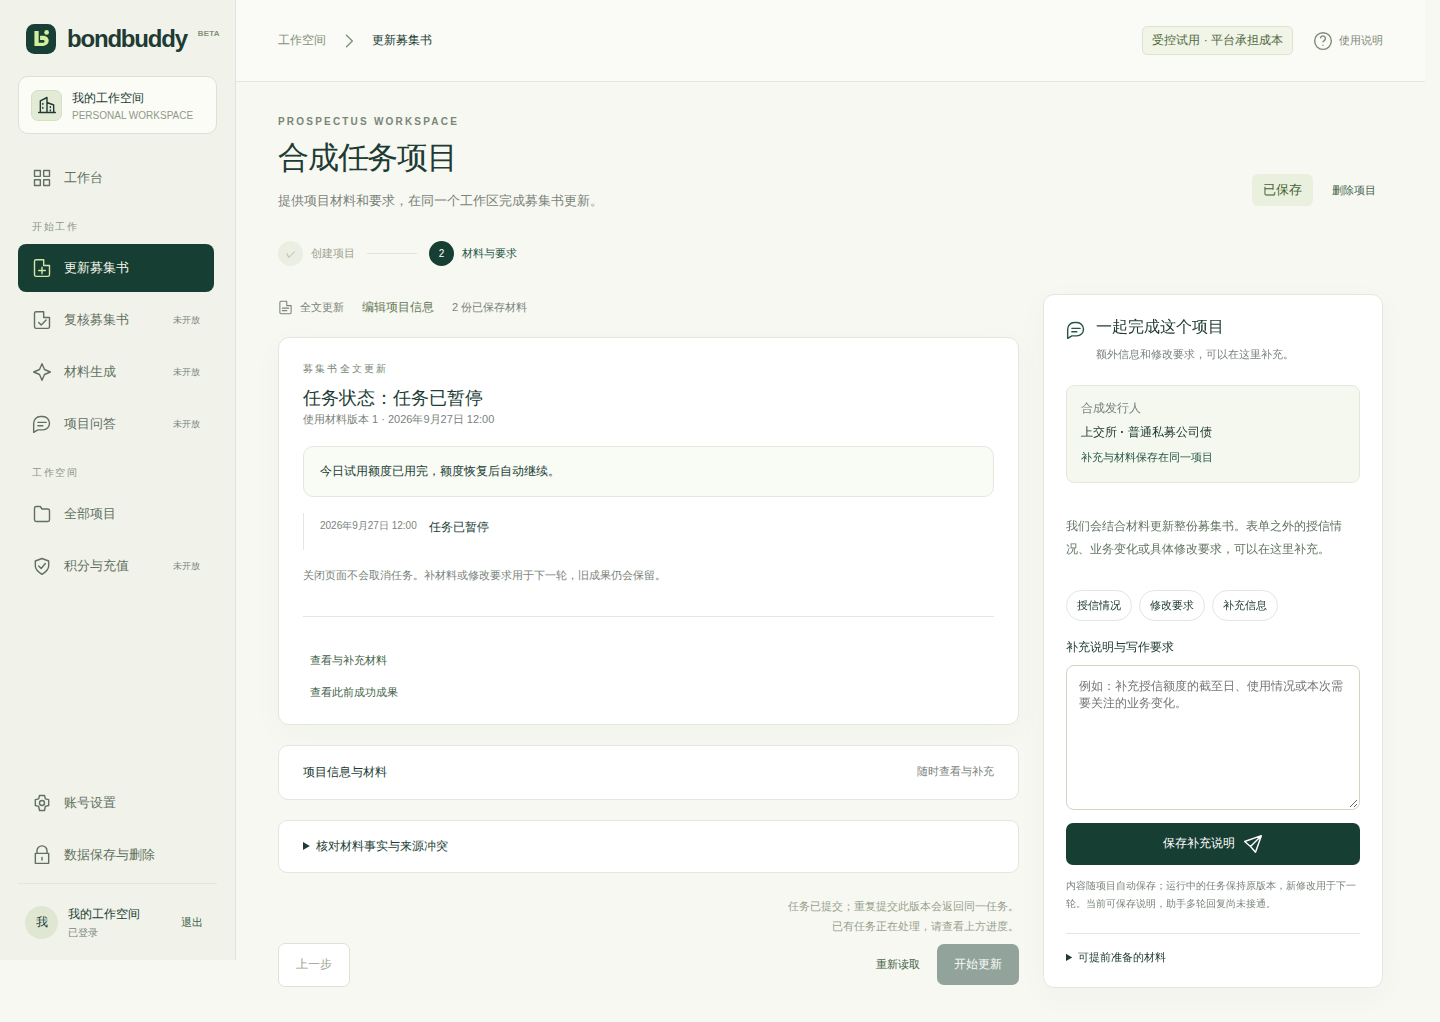 bondbuddy BETA
我的工作空间
PERSONAL WORKSPACE
工作台
开始工作
更新募集书
复核募集书 未开放
材料生成 未开放
项目问答 未开放
工作空间
全部项目
积分与充值 未开放
账号设置
数据保存与删除
我 我的工作空间
已登录
退出
工作空间 更新募集书
受控试用 · 平台承担成本 使用说明
PROSPECTUS WORKSPACE
合成任务项目
提供项目材料和要求，在同一个工作区完成募集书更新。
已保存 删除项目
创建项目 2 材料与要求
全文更新 编辑项目信息 2 份已保存材料
募集书全文更新
任务状态：任务已暂停
使用材料版本 1 · 2026年9月27日 12:00
今日试用额度已用完，额度恢复后自动继续。
2026年9月27日 12:00 任务已暂停
关闭页面不会取消任务。补材料或修改要求用于下一轮，旧成果仍会保留。
查看与补充材料
查看此前成功成果
项目信息与材料 随时查看与补充
核对材料事实与来源冲突
任务已提交；重复提交此版本会返回同一任务。
已有任务正在处理，请查看上方进度。
上一步 重新读取 开始更新
一起完成这个项目
额外信息和修改要求，可以在这里补充。
合成发行人
上交所 · 普通私募公司债
补充与材料保存在同一项目
我们会结合材料更新整份募集书。表单之外的授信情
况、业务变化或具体修改要求，可以在这里补充。
授信情况 修改要求 补充信息
补充说明与写作要求
例如：补充授信额度的截至日、使用情况或本次需
要关注的业务变化。
保存补充说明
内容随项目自动保存；运行中的任务保持原版本，新修改用于下一
轮。当前可保存说明，助手多轮回复尚未接通。
可提前准备的材料